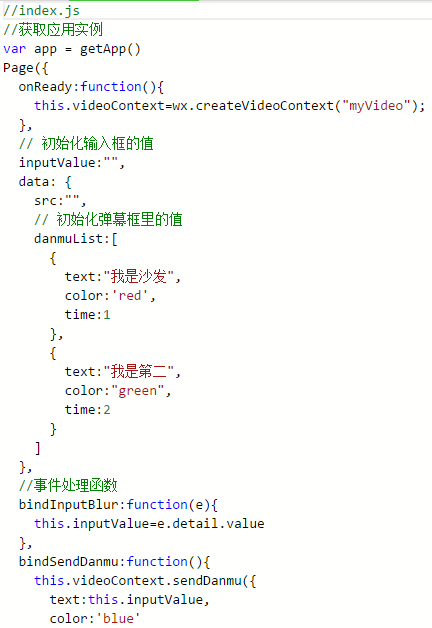 //index.js
//获取应用实例
var app = getApp()
Page({
  onReady:function(){
    this.videoContext=wx.createVideoContext("myVideo");
  },
  // 初始化输入框的值
  inputValue:"",
  data: {
    src:"",
    // 初始化弹幕框里的值
    danmuList:[
      {
        text:"我是沙发",
        color:'red',
        time:1
      },
      {
        text:"我是第二",
        color:"green",
        time:2
      }
    ]
  },
  //事件处理函数
  bindInputBlur:function(e){
    this.inputValue=e.detail.value
  },
  bindSendDanmu:function(){
    this.videoContext.sendDanmu({
      text:this.inputValue,
      color:'blue'